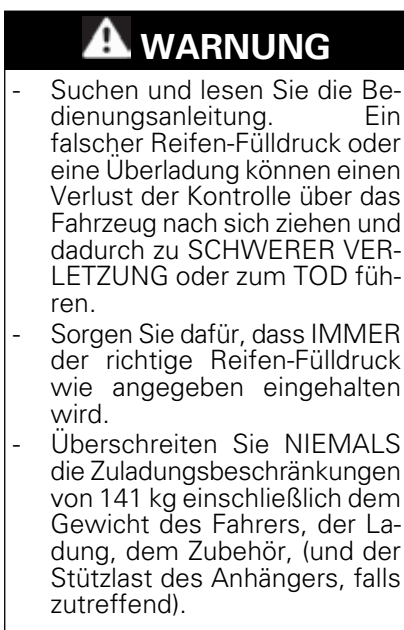 WARNUNG
- Suchen und lesen Sie die Be-
dienungsanleitung. Ein
falscher Reifen-Fülldruck oder
eine Überladung können einen
Verlust der Kontrolle über das
Fahrzeug nach sich ziehen und
dadurch zu SCHWERER VER-
LETZUNG oder zum TOD füh-
ren.
- Sorgen Sie dafür, dass IMMER
der richtige Reifen-Fülldruck
wie angegeben eingehalten
wird.
- Überschreiten Sie NIEMALS
die Zuladungsbeschränkungen
von 141 kg einschließlich dem
Gewicht des Fahrers, der La-
dung, dem Zubehör, (und der
Stützlast des Anhängers, falls
zutreffend).